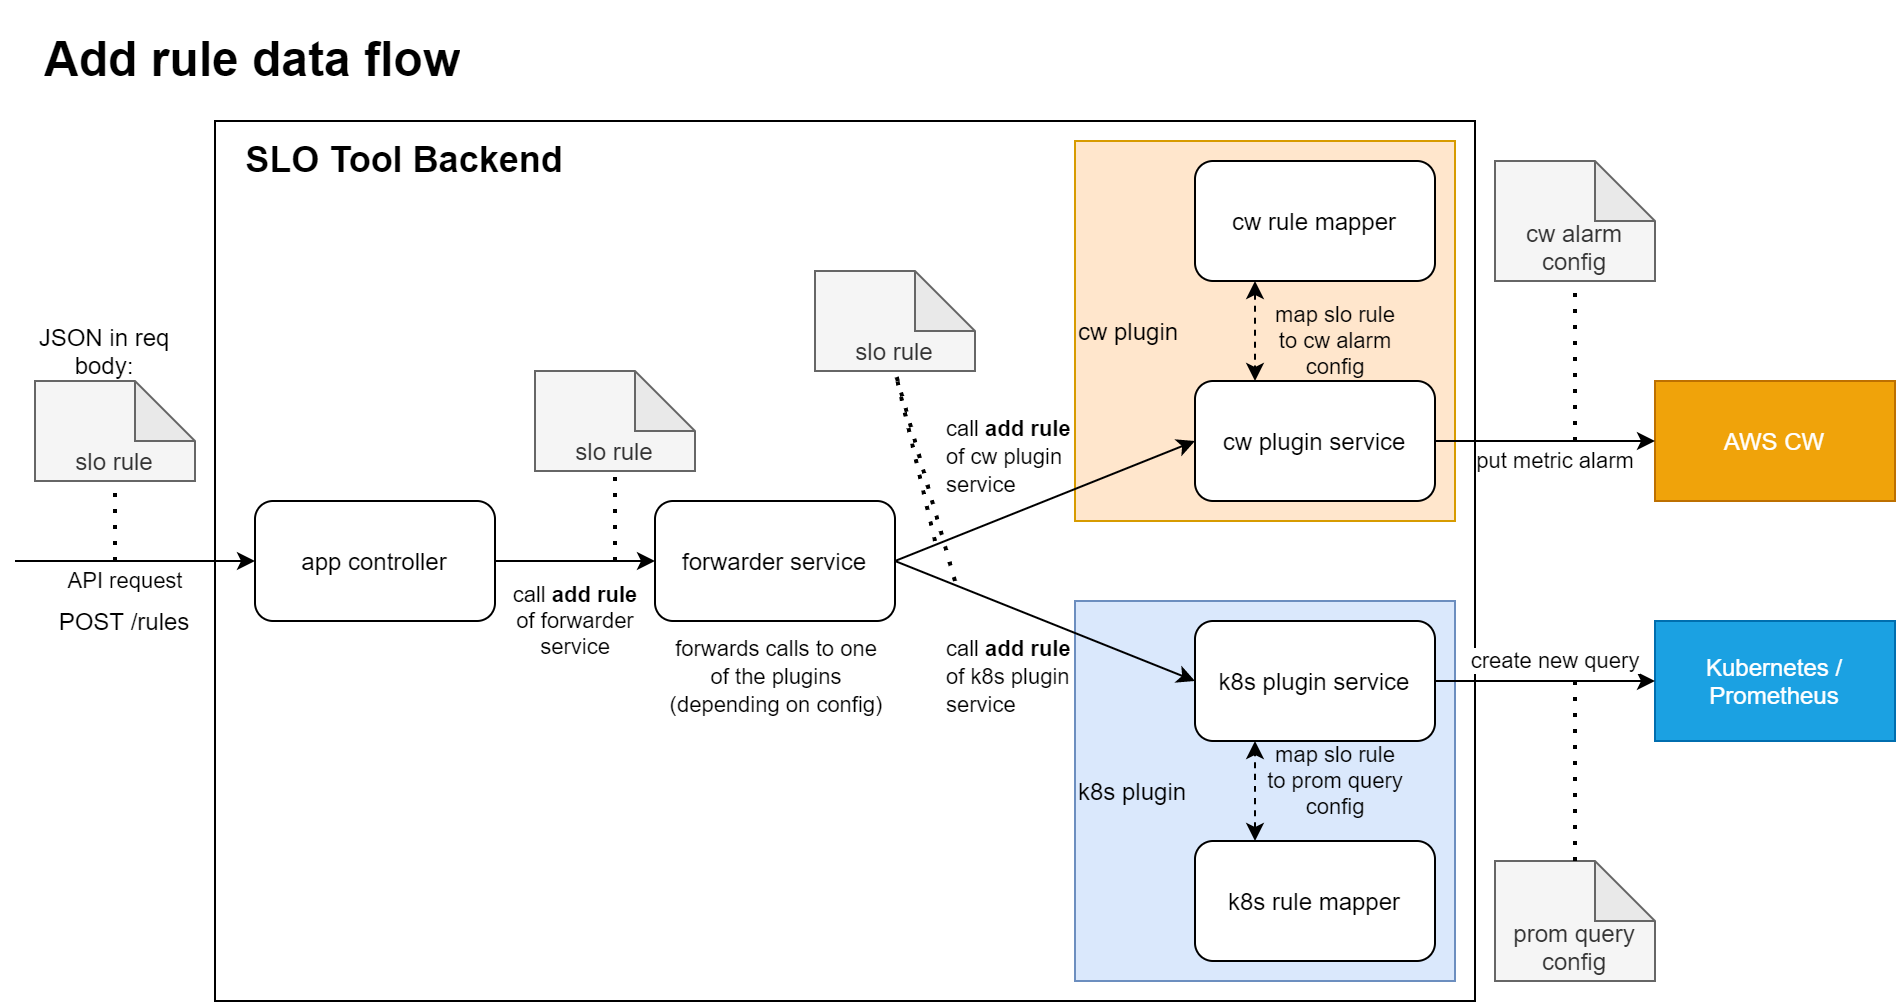 Add rule data flow
SLO Tool Backend
JSON in req
body:
slo rule
API request
POST /rules
app controller
slo rule
call add rule
of forwarder
service
forwarder service
forwards calls to one
of the plugins
(depending on config)
slo rule
call add rule
of cw plugin
service
call add rule
of k8s plugin
service
cw plugin
cw rule mapper
map slo rule
to cw alarm
config
cw plugin service
cw alarm
config
put metric alarm
AWS CW
k8s plugin
k8s plugin service
map slo rule
to prom query
config
k8s rule mapper
create new query
Kubernetes /
Prometheus
prom query
config